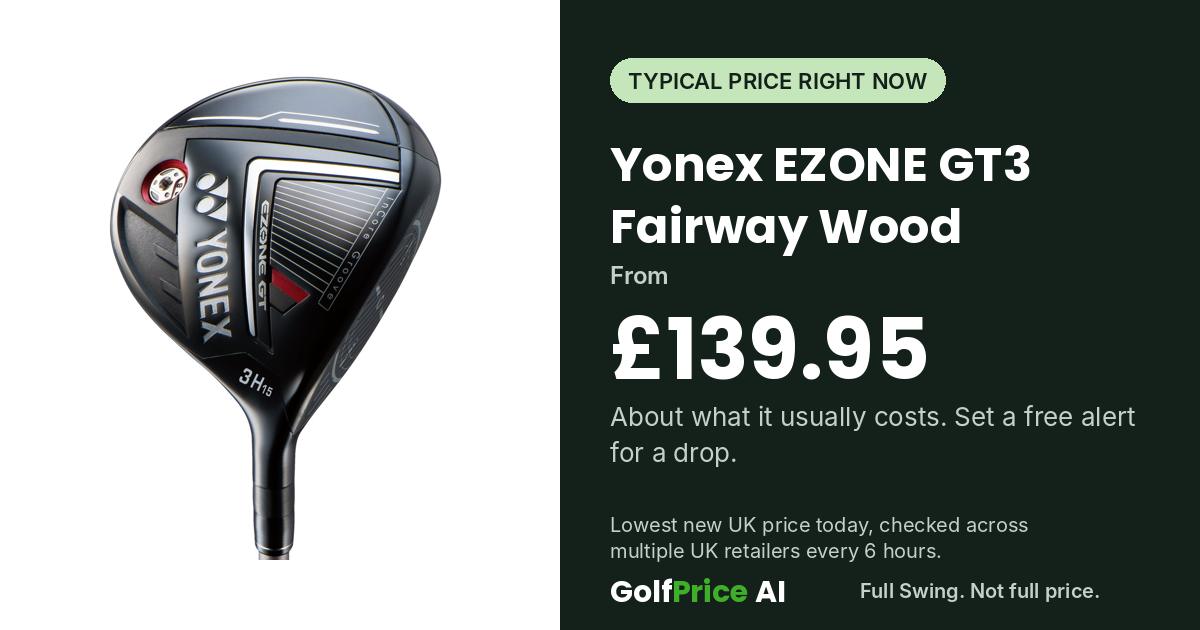 YONEX
EZONE GT
InCore Groove
3H15
TYPICAL PRICE RIGHT NOW
Yonex EZONE GT3
Fairway Wood
From
£139.95
About what it usually costs. Set a free alert
for a drop.
Lowest new UK price today, checked across
multiple UK retailers every 6 hours.
GolfPrice AI
Full Swing. Not full price.